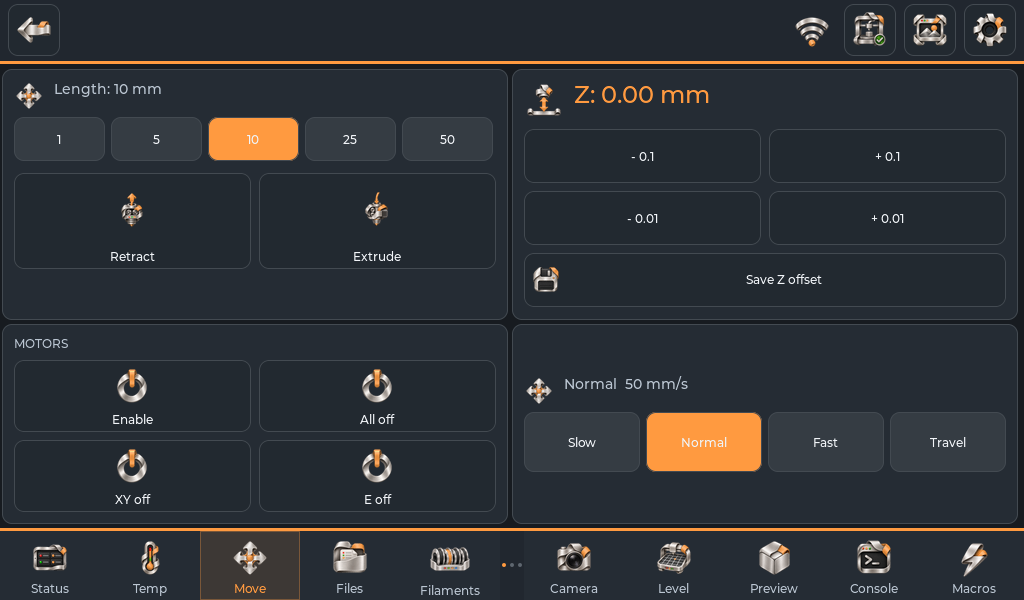 Length: 10 mm
1
5
10
25
50
Retract
Extrude
Z: 0.00 mm
- 0.1
+ 0.1
- 0.01
+ 0.01
Save Z offset
MOTORS
Enable
All off
XY off
E off
Normal 50 mm/s
Slow
Normal
Fast
Travel
Status
Temp
Move
Files
Filaments
Camera
Level
Preview
Console
Macros